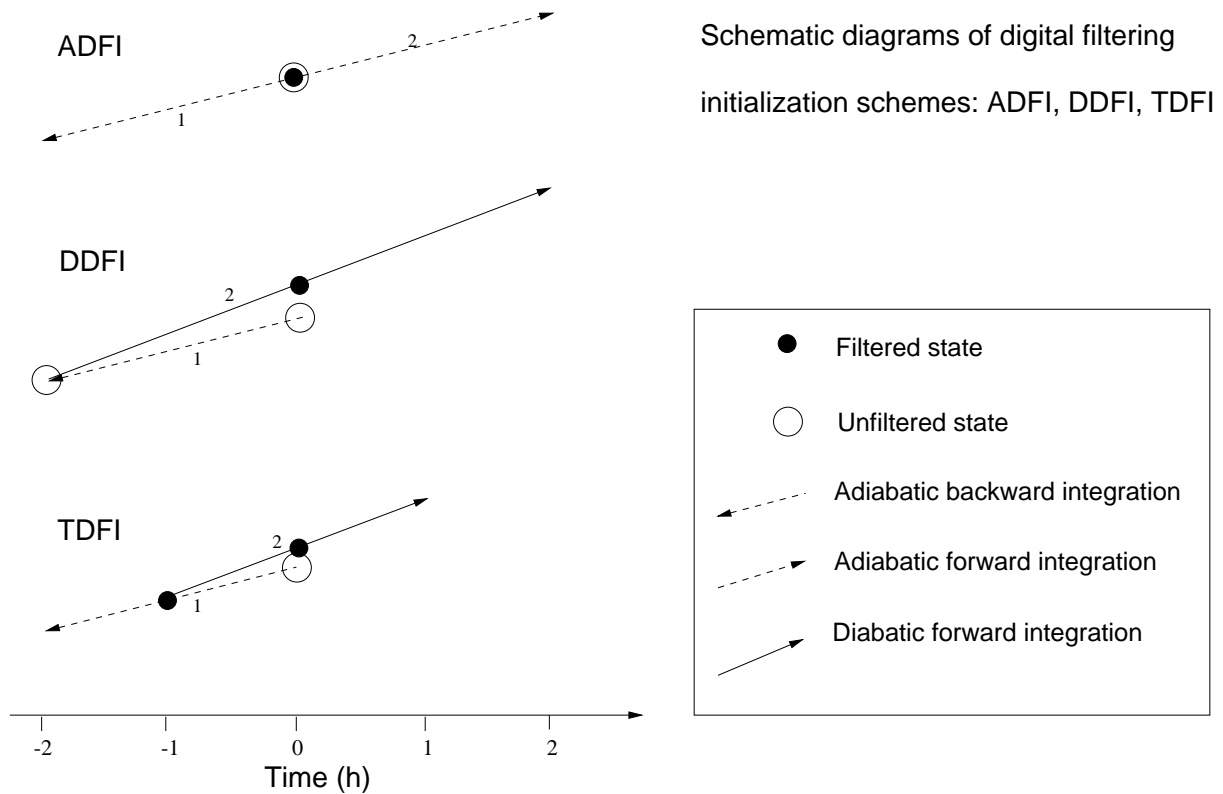 ADFI
2
1
Schematic diagrams of digital filtering
initialization schemes: ADFI, DDFI, TDFI
DDFI
2
1
TDFI
2
1
Filtered state
Unfiltered state
Adiabatic backward integration
Adiabatic forward integration
Diabatic forward integration
-2 -1 0 1 2
Time (h)